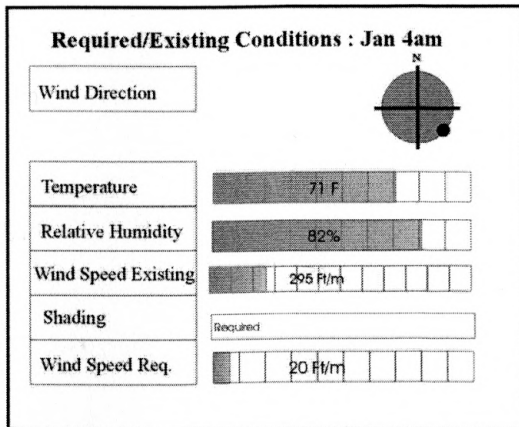 Required/Existing Conditions : Jan 4am
N
Wind Direction
Temperature 71 F
Relative Humidity 82%
Wind Speed Existing 295 Ft/m
Shading Required
Wind Speed Req. 20 Ft/m